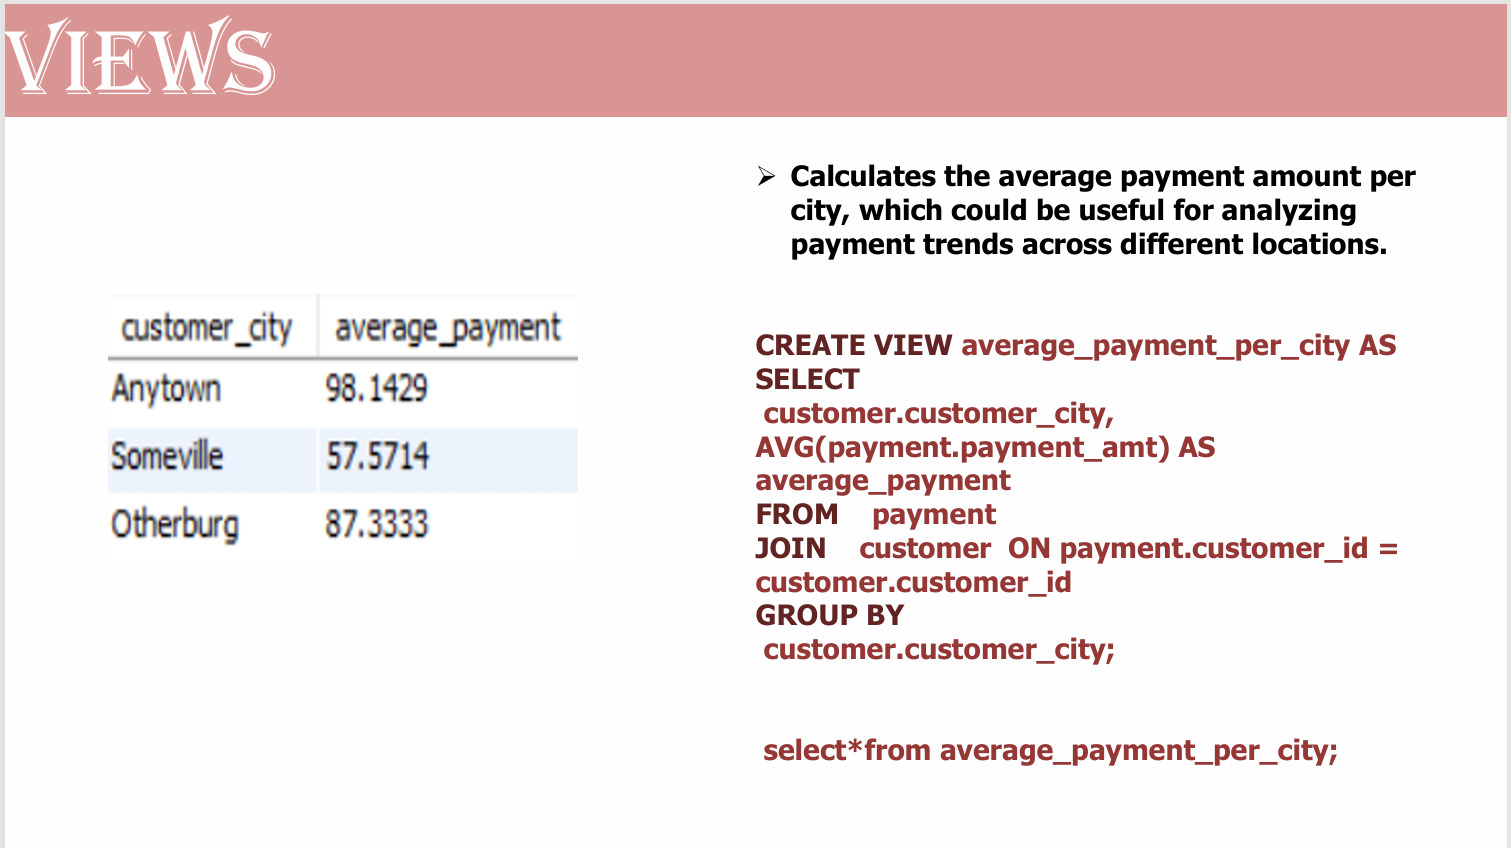 VIEWS
customer_city average_payment
Anytown 98.1429
Someville 57.5714
Otherburg 87.3333
➢ Calculates the average payment amount per
city, which could be useful for analyzing
payment trends across different locations.
CREATE VIEW average_payment_per_city AS
SELECT
customer.customer_city,
AVG(payment.payment_amt) AS
average_payment
FROM payment
JOIN customer ON payment.customer_id =
customer.customer_id
GROUP BY
customer.customer_city;
select*from average_payment_per_city;